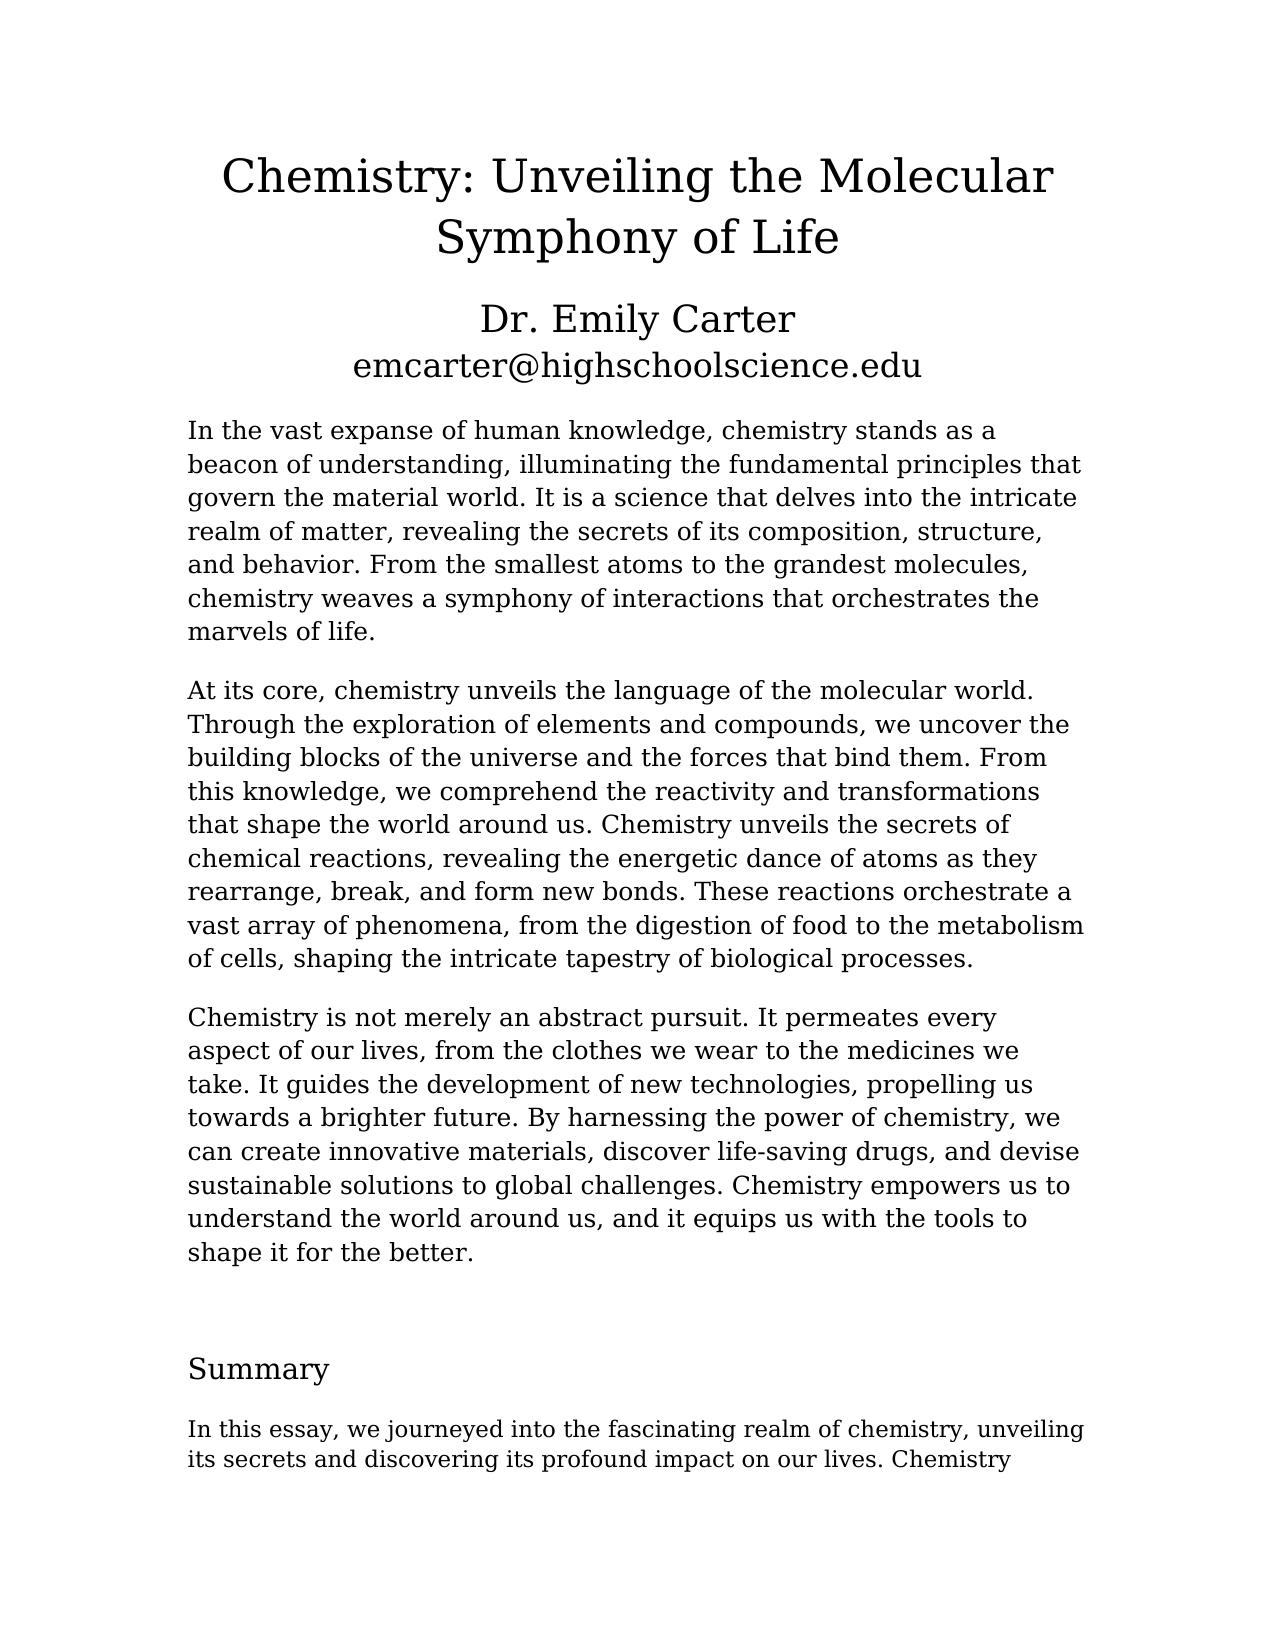 Chemistry: Unveiling the Molecular
Symphony of Life
Dr. Emily Carter
emcarter@highschoolscience.edu
In the vast expanse of human knowledge, chemistry stands as a
beacon of understanding, illuminating the fundamental principles that
govern the material world. It is a science that delves into the intricate
realm of matter, revealing the secrets of its composition, structure,
and behavior. From the smallest atoms to the grandest molecules,
chemistry weaves a symphony of interactions that orchestrates the
marvels of life.
At its core, chemistry unveils the language of the molecular world.
Through the exploration of elements and compounds, we uncover the
building blocks of the universe and the forces that bind them. From
this knowledge, we comprehend the reactivity and transformations
that shape the world around us. Chemistry unveils the secrets of
chemical reactions, revealing the energetic dance of atoms as they
rearrange, break, and form new bonds. These reactions orchestrate a
vast array of phenomena, from the digestion of food to the metabolism
of cells, shaping the intricate tapestry of biological processes.
Chemistry is not merely an abstract pursuit. It permeates every
aspect of our lives, from the clothes we wear to the medicines we
take. It guides the development of new technologies, propelling us
towards a brighter future. By harnessing the power of chemistry, we
can create innovative materials, discover life-saving drugs, and devise
sustainable solutions to global challenges. Chemistry empowers us to
understand the world around us, and it equips us with the tools to
shape it for the better.
Summary
In this essay, we journeyed into the fascinating realm of chemistry, unveiling
its secrets and discovering its profound impact on our lives. Chemistry